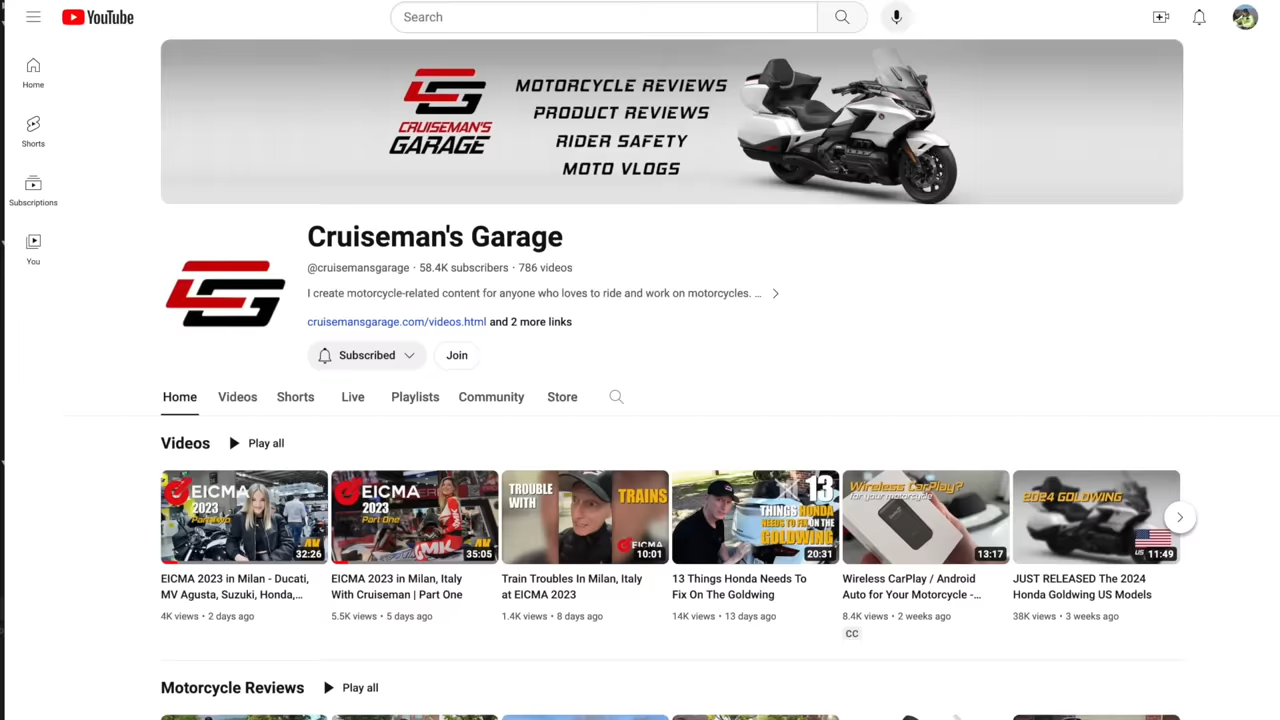 YouTube
Search
Home
Shorts
Subscriptions
You
CRUISEMAN'S
GARAGE
MOTORCYCLE REVIEWS
PRODUCT REVIEWS
RIDER SAFETY
MOTO VLOGS
Cruiseman's Garage
@cruisemansgarage · 58.4K subscribers · 786 videos
I create motorcycle-related content for anyone who loves to ride and work on motorcycles. ...
cruisemansgarage.com/videos.html and 2 more links
Subscribed
Join
Home Videos Shorts Live Playlists Community Store
Videos Play all
EICMA
2023
Part Two
32:26
EICMA 2023 in Milan - Ducati,
MV Agusta, Suzuki, Honda,...
4K views • 2 days ago
EICMA
2023
Part One
35:05
EICMA 2023 in Milan, Italy
With Cruiseman | Part One
5.5K views • 5 days ago
TROUBLE
WITH
TRAINS
EICMA
10:01
Train Troubles In Milan, Italy
at EICMA 2023
1.4K views • 8 days ago
13
THINGS HONDA
NEEDS TO FIX ON THE
GOLDWING
20:31
13 Things Honda Needs To
Fix On The Goldwing
14K views • 13 days ago
Wireless CarPlay?
for your motorcycle
13:17
Wireless CarPlay / Android
Auto for Your Motorcycle -...
8.4K views • 2 weeks ago
CC
2024 GOLDWING
US
11:49
JUST RELEASED The 2024
Honda Goldwing US Models
38K views • 3 weeks ago
Motorcycle Reviews Play all